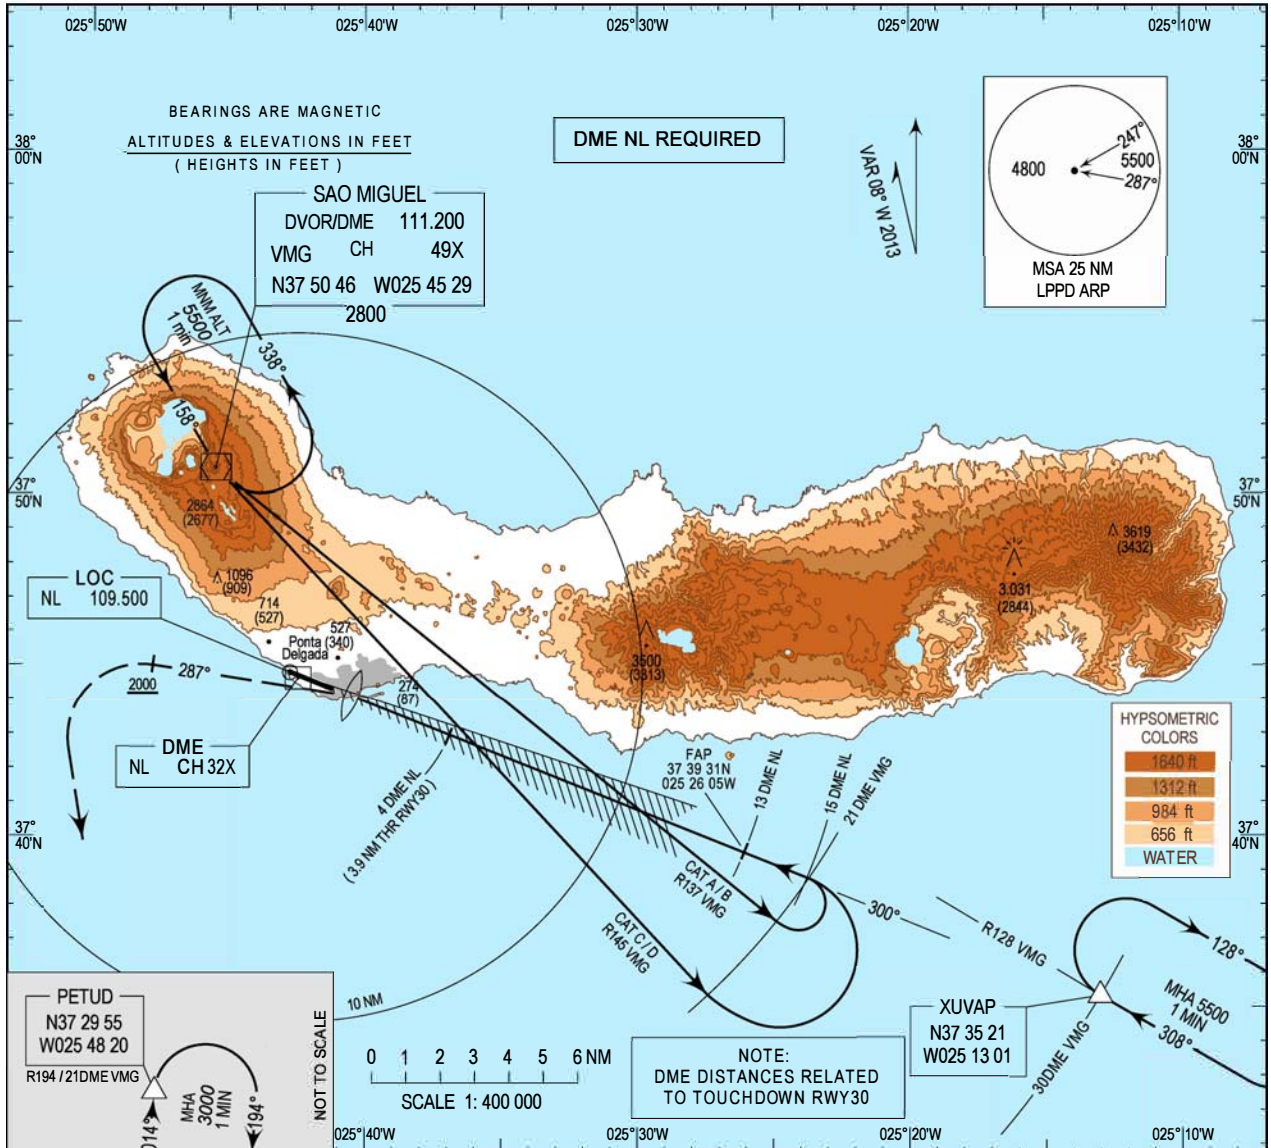 025°50'W
025°40'W
025°30'W
025°20'W
025°10'W
BEARINGS ARE MAGNETIC
ALTITUDES & ELEVATIONS IN FEET
( HEIGHTS IN FEET )
DME NL REQUIRED
VAR 08° W 2013
4800
247°
5500
287°
MSA 25 NM
LPPD ARP
38°
00'N
38°
00'N
SAO MIGUEL
DVOR/DME 111.200
VMG CH 49X
N37 50 46 W025 45 29
2800
MNM ALT
5500
1 min
338°
158°
37°
50'N
37°
50'N
2864
(2677)
3619
(3432)
1096
(909)
3.031
(2844)
LOC
NL 109.500
714
(527)
527
(340)
Ponta
Delgada
3500
(3313)
287°
2000
274
(87)
DME
NL CH 32X
FAP
37 39 31N
025 26 05W
13 DME NL
15 DME NL
21 DME VMG
HYPSOMETRIC
COLORS
1640 ft
1312 ft
984 ft
656 ft
WATER
4 DME NL
( 3.9 NM THR RWY30 )
37°
40'N
37°
40'N
CAT A / B
R137 VMG
CAT C / D
R145 VMG
300°
R128 VMG
128°
MHA 5500
1 MIN
308°
30DME VMG
XUVAP
N37 35 21
W025 13 01
10 NM
PETUD
N37 29 55
W025 48 20
R194 / 21DME VMG
MHA
3000
1 MIN
014°
194°
NOT TO SCALE
0 1 2 3 4 5 6 NM
SCALE 1: 400 000
NOTE:
DME DISTANCES RELATED
TO TOUCHDOWN RWY30
025°40'W
025°30'W
025°20'W
025°10'W